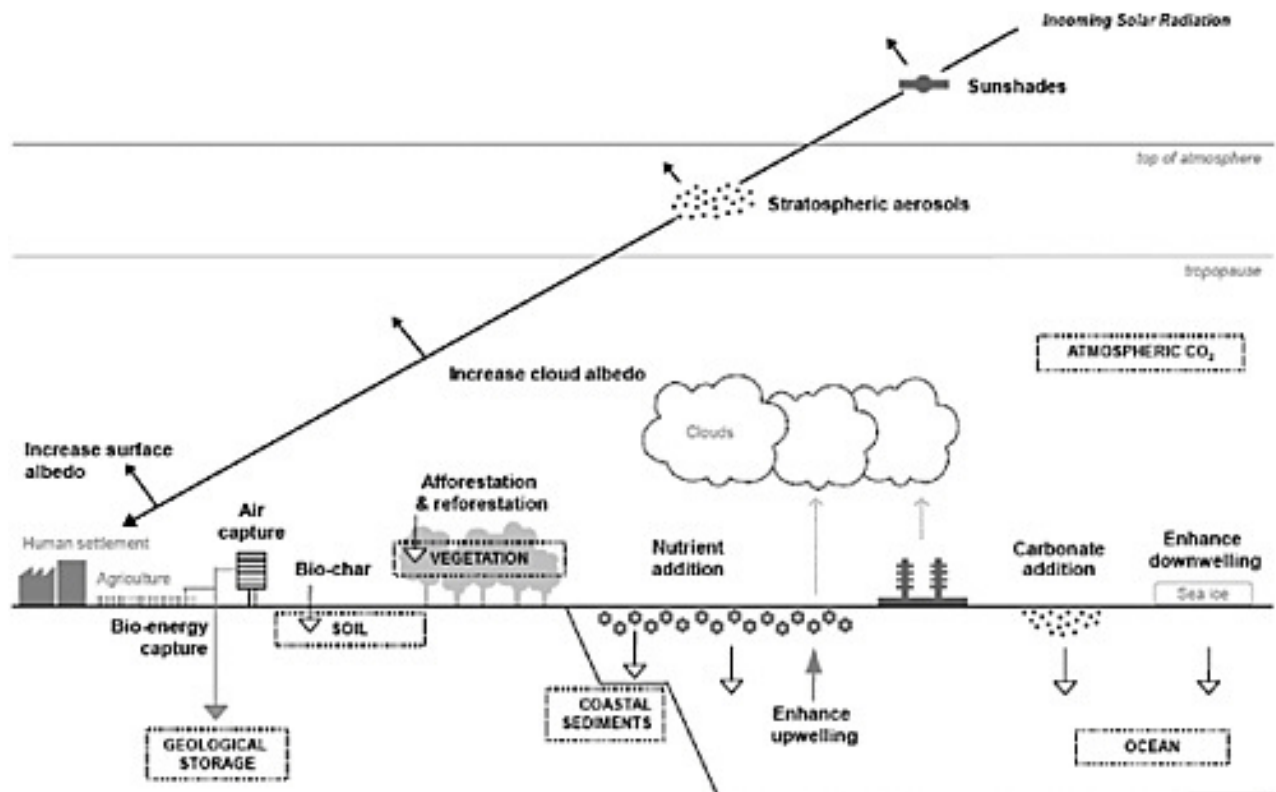 Incoming Solar Radiation
Sunshades
top of atmosphere
Stratospheric aerosols
tropopause
ATMOSPHERIC CO₂
Increase cloud albedo
Clouds
Increase surface
albedo
Afforestation
& reforestation
Air
capture
Human settlement
Agriculture
Bio-char
VEGETATION
Nutrient
addition
Carbonate
addition
Enhance
downwelling
Sea ice
Bio-energy
capture
SOIL
COASTAL
SEDIMENTS
Enhance
upwelling
GEOLOGICAL
STORAGE
OCEAN